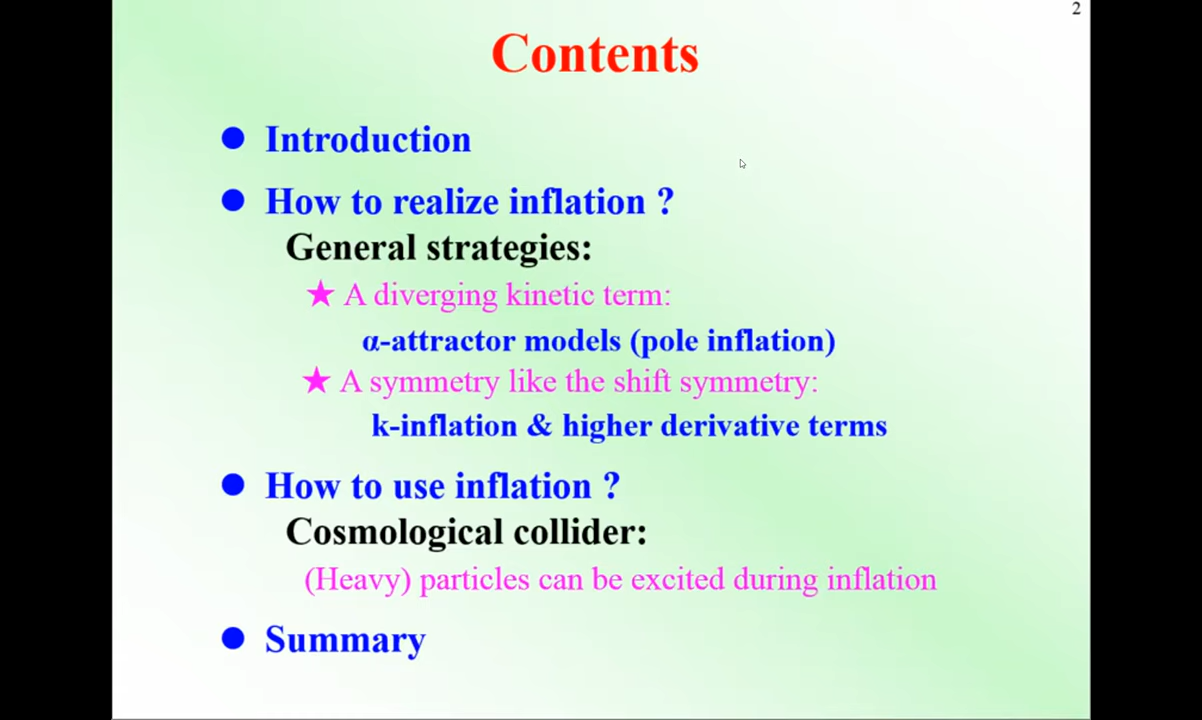 2
Contents
● Introduction
● How to realize inflation ?
General strategies:
★ A diverging kinetic term:
α-attractor models (pole inflation)
★ A symmetry like the shift symmetry:
k-inflation & higher derivative terms
● How to use inflation ?
Cosmological collider:
(Heavy) particles can be excited during inflation
● Summary